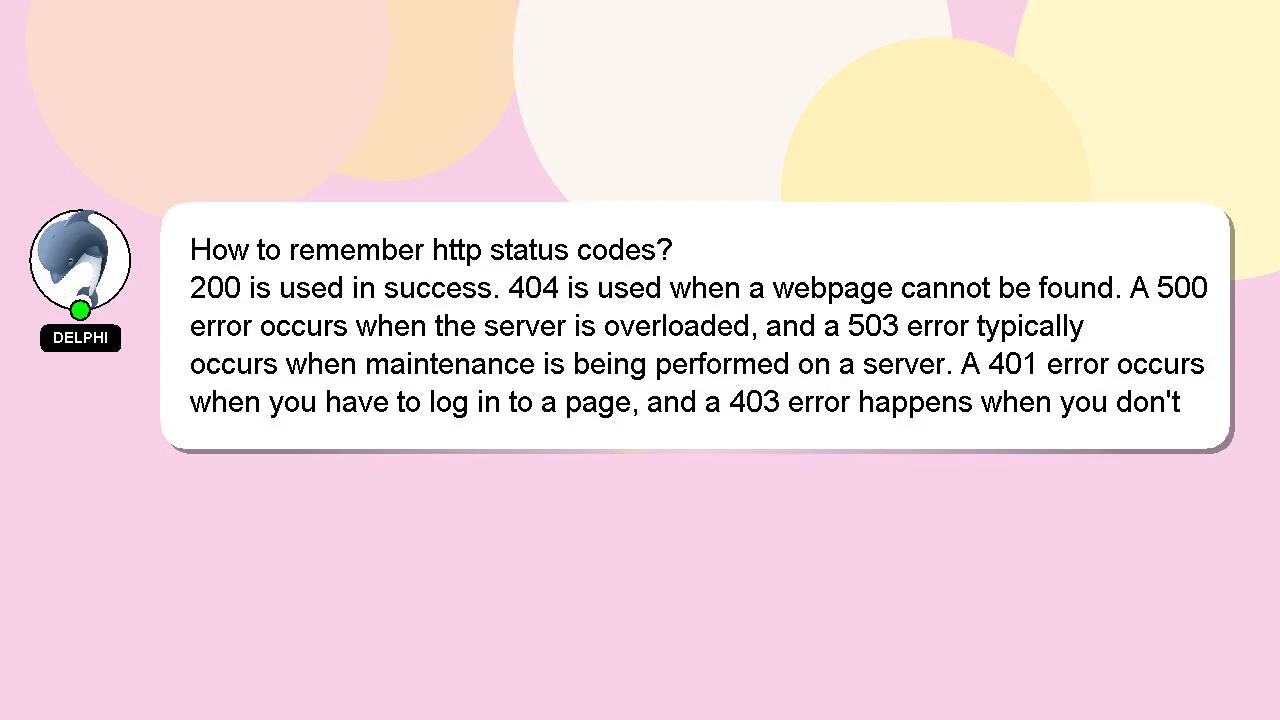 How to remember http status codes?
200 is used in success. 404 is used when a webpage cannot be found. A 500
error occurs when the server is overloaded, and a 503 error typically
occurs when maintenance is being performed on a server. A 401 error occurs
when you have to log in to a page, and a 403 error happens when you don't
DELPHI